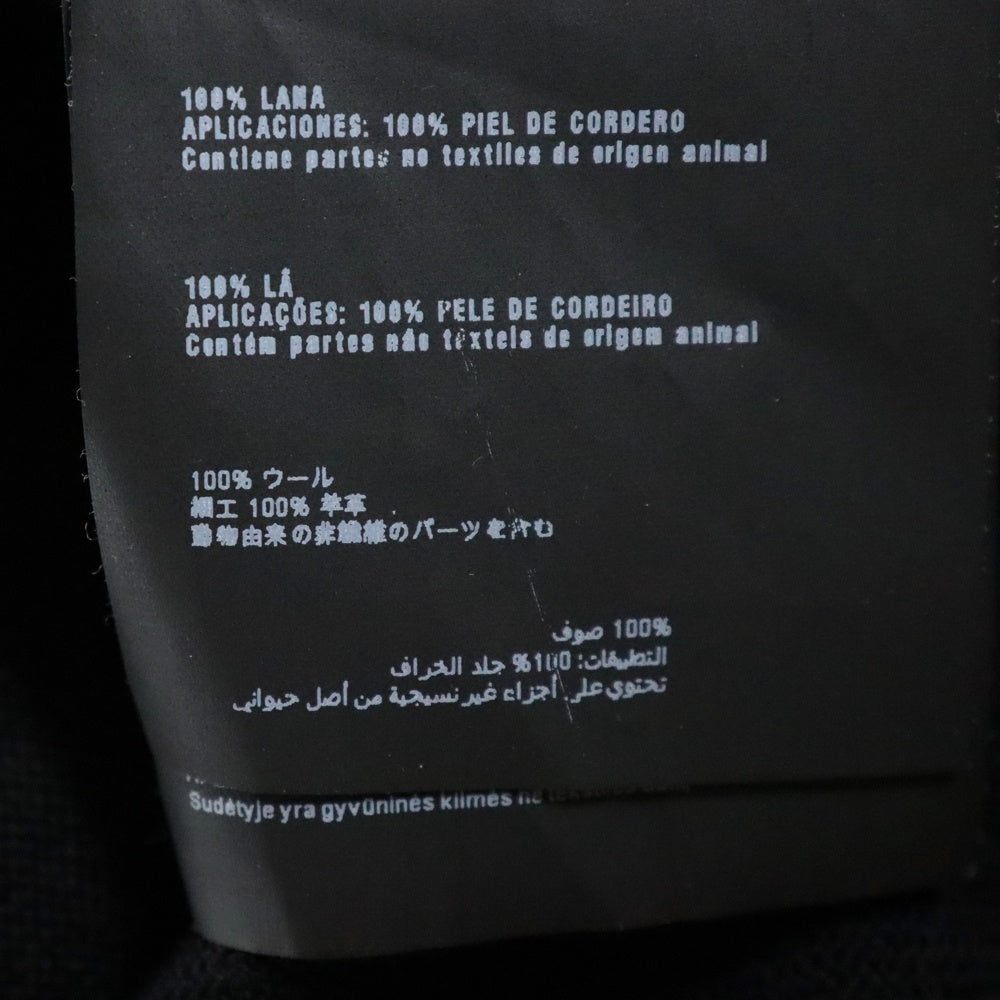 100% LANA
APLICACIONES: 100% PIEL DE CORDERO
Contiene partes no textiles de origen animal
100% LÃ
APLICAÇÕES: 100% PELE DE CORDEIRO
Contém partes não têxteis de origem animal
100% ウール
細工 100% 羊革
動物由来の非繊維のパーツを含む
100% صوف
التطبيقات: 100% جلد الخراف
تحتوي على أجزاء غير نسيجية من أصل حيواني
Sudėtyje yra gyvūninės kilmės ne